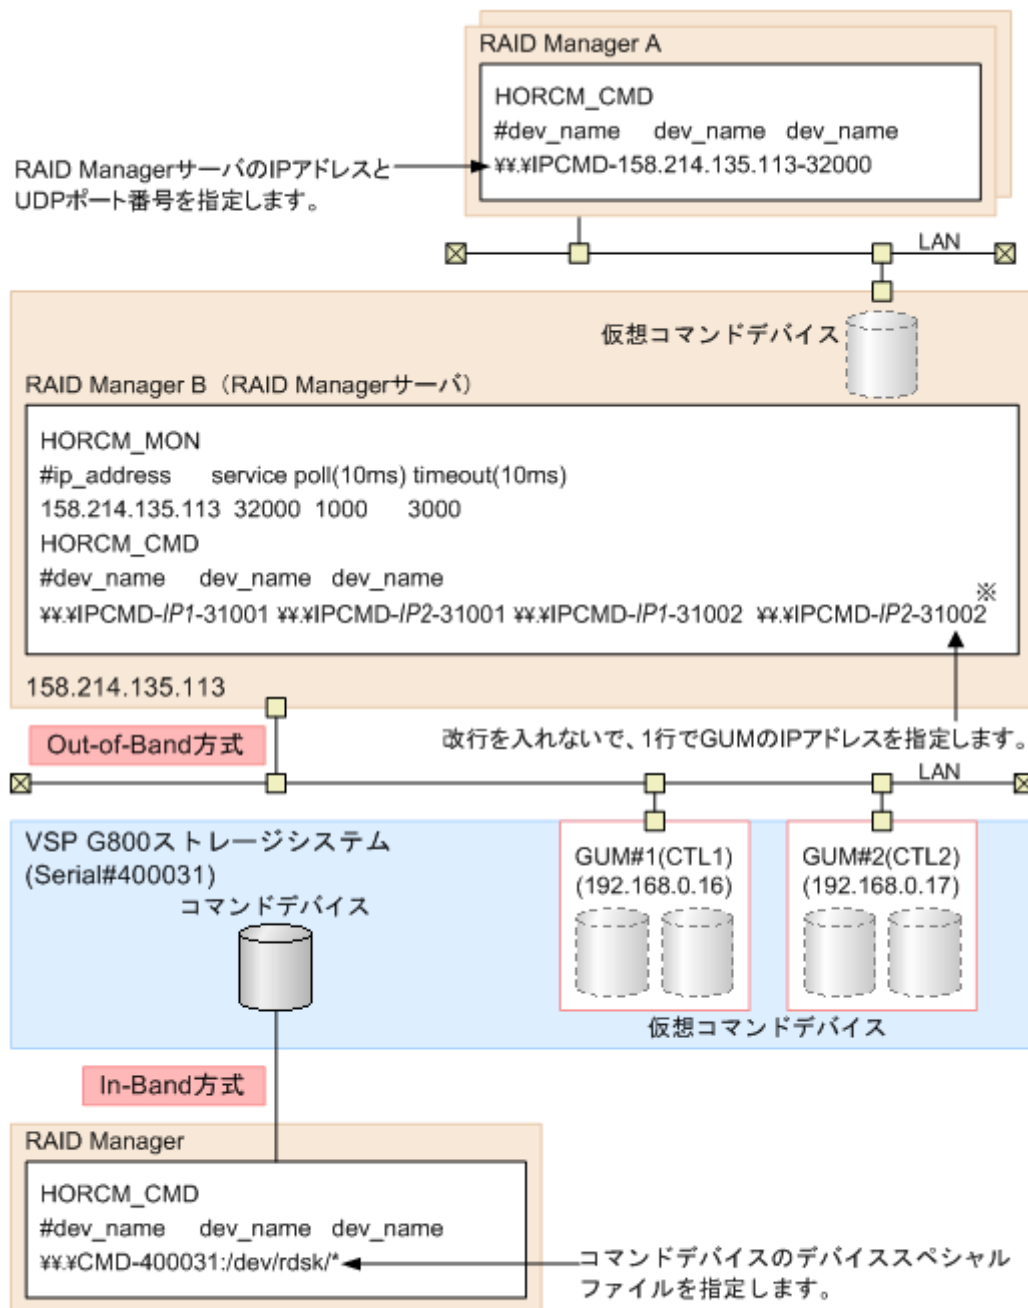 RAID Manager A
HORCM_CMD
#dev_name dev_name dev_name
¥¥.¥IPCMD-158.214.135.113-32000
RAID ManagerサーバのIPアドレスと
UDPポート番号を指定します。
LAN
仮想コマンドデバイス
RAID Manager B（RAID Managerサーバ）
HORCM_MON
#ip_address service poll(10ms) timeout(10ms)
158.214.135.113 32000 1000 3000
HORCM_CMD
#dev_name dev_name dev_name
※
¥¥.¥IPCMD-IP1-31001 ¥¥.¥IPCMD-IP2-31001 ¥¥.¥IPCMD-IP1-31002 ¥¥.¥IPCMD-IP2-31002
158.214.135.113
Out-of-Band方式
改行を入れないで、1行でGUMのIPアドレスを指定します。
LAN
VSP G800ストレージシステム
(Serial#400031)
コマンドデバイス
GUM#1(CTL1)
(192.168.0.16)
GUM#2(CTL2)
(192.168.0.17)
仮想コマンドデバイス
In-Band方式
RAID Manager
HORCM_CMD
#dev_name dev_name dev_name
¥¥.¥CMD-400031:/dev/rdsk/*
コマンドデバイスのデバイススペシャル
ファイルを指定します。